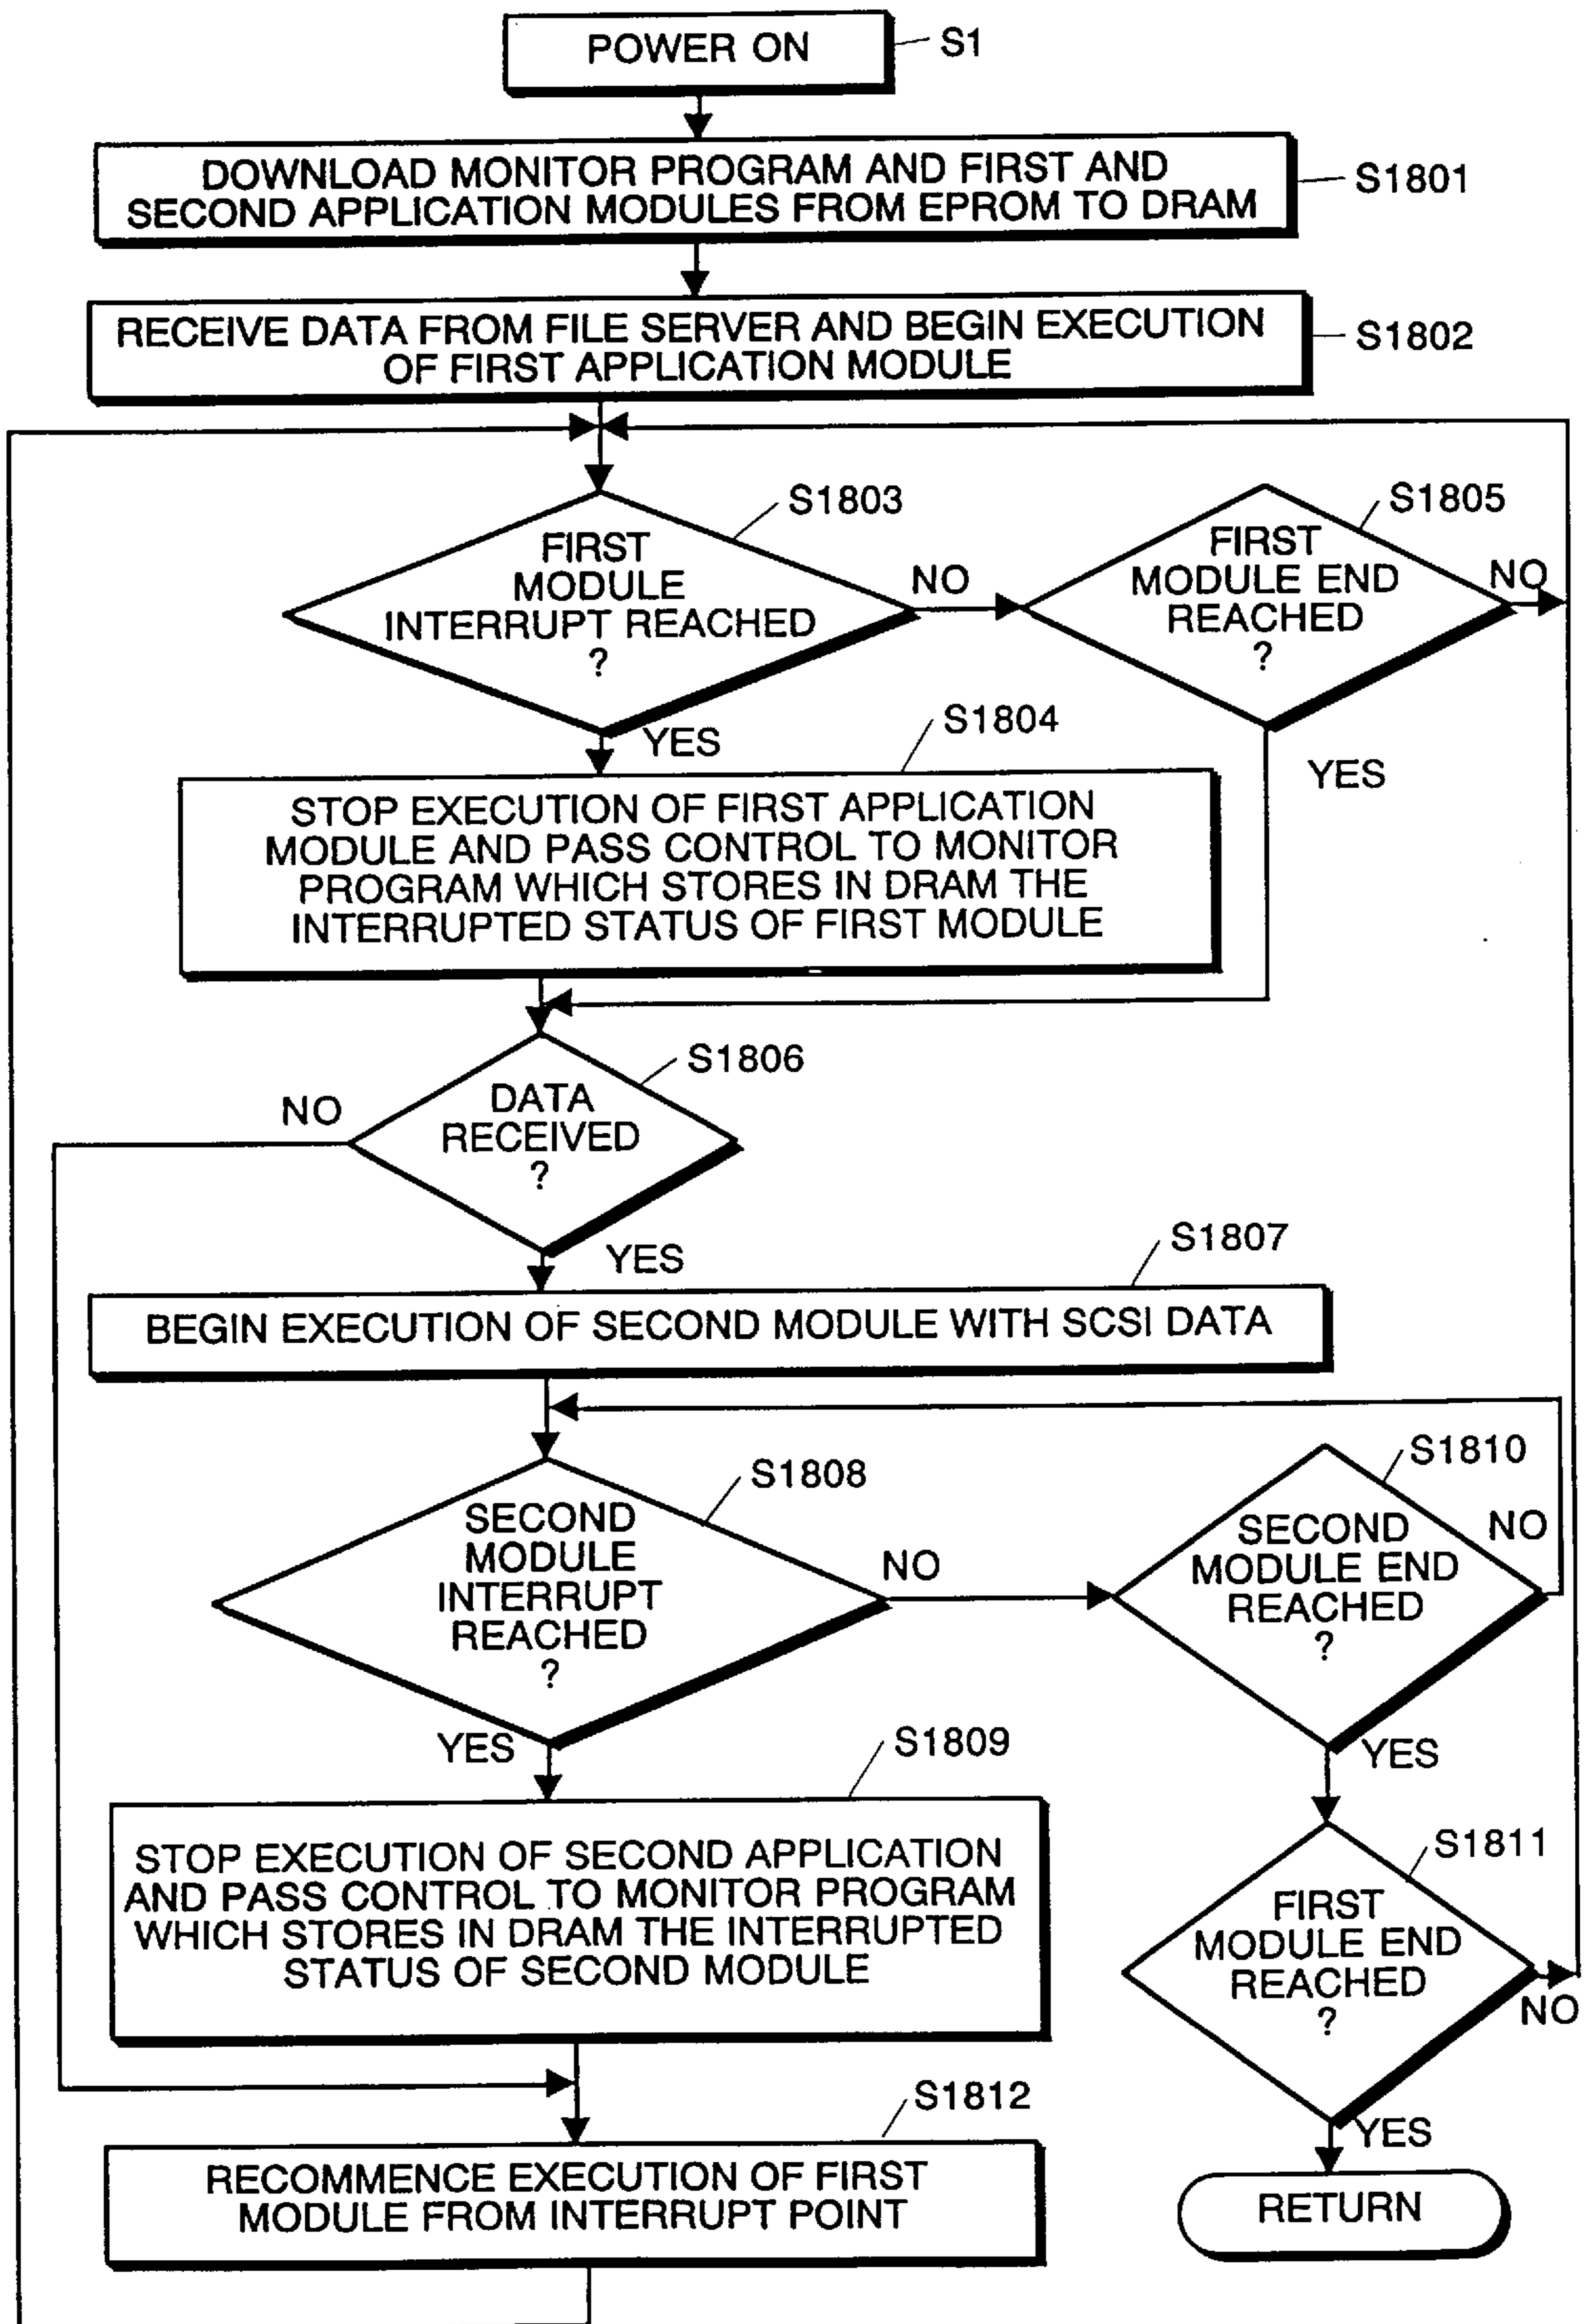 POWER ON
S1
DOWNLOAD MONITOR PROGRAM AND FIRST AND
SECOND APPLICATION MODULES FROM EPROM TO DRAM
S1801
RECEIVE DATA FROM FILE SERVER AND BEGIN EXECUTION
OF FIRST APPLICATION MODULE
S1802
S1803
FIRST
MODULE
INTERRUPT REACHED
?
NO
S1805
FIRST
MODULE END
REACHED
?
NO
YES
YES
S1804
STOP EXECUTION OF FIRST APPLICATION
MODULE AND PASS CONTROL TO MONITOR
PROGRAM WHICH STORES IN DRAM THE
INTERRUPTED STATUS OF FIRST MODULE
S1806
NO
DATA
RECEIVED
?
YES
S1807
BEGIN EXECUTION OF SECOND MODULE WITH SCSI DATA
S1808
SECOND
MODULE
INTERRUPT
REACHED
?
NO
S1810
SECOND
MODULE END
REACHED
?
NO
YES
YES
S1809
STOP EXECUTION OF SECOND APPLICATION
AND PASS CONTROL TO MONITOR PROGRAM
WHICH STORES IN DRAM THE INTERRUPTED
STATUS OF SECOND MODULE
S1811
FIRST
MODULE END
REACHED
?
NO
YES
S1812
RECOMMENCE EXECUTION OF FIRST
MODULE FROM INTERRUPT POINT
RETURN